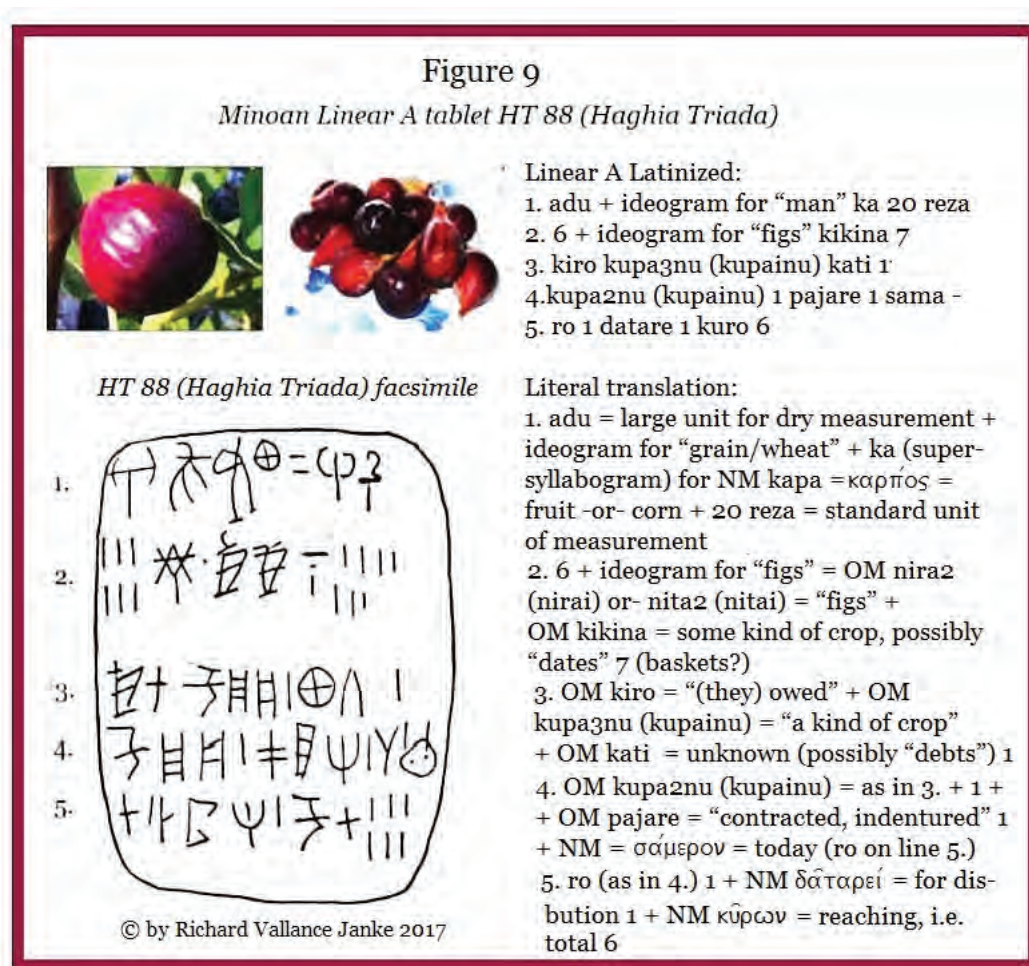 Figure 9
Minoan Linear A tablet HT 88 (Haghia Triada)
Linear A Latinized:
1. adu + ideogram for “man” ka 20 reza
2. 6 + ideogram for “figs” kikina 7
3. kiro kupa3nu (kupainu) kati 1
4.kupa2nu (kupainu) 1 pajare 1 sama -
5. ro 1 datare 1 kuro 6
HT 88 (Haghia Triada) facsimile
1.
2.
3.
4.
5.
© by Richard Vallance Janke 2017
Literal translation:
1. adu = large unit for dry measurement +
ideogram for “grain/wheat” + ka (super-
syllabogram) for NM kapa =καρπός =
fruit -or- corn + 20 reza = standard unit
of measurement
2. 6 + ideogram for “figs” = OM nira2
(nirai) or- nita2 (nitai) = “figs” +
OM kikina = some kind of crop, possibly
“dates” 7 (baskets?)
3. OM kiro = “(they) owed” + OM
kupa3nu (kupainu) = “a kind of crop”
+ OM kati = unknown (possibly “debts”) 1
4. OM kupa2nu (kupainu) = as in 3. + 1 +
+ OM pajare = “contracted, indentured” 1
+ NM = σάμερον = today (ro on line 5.)
5. ro (as in 4.) 1 + NM δᾶταρεί = for dis-
bution 1 + NM κῦρων = reaching, i.e.
total 6